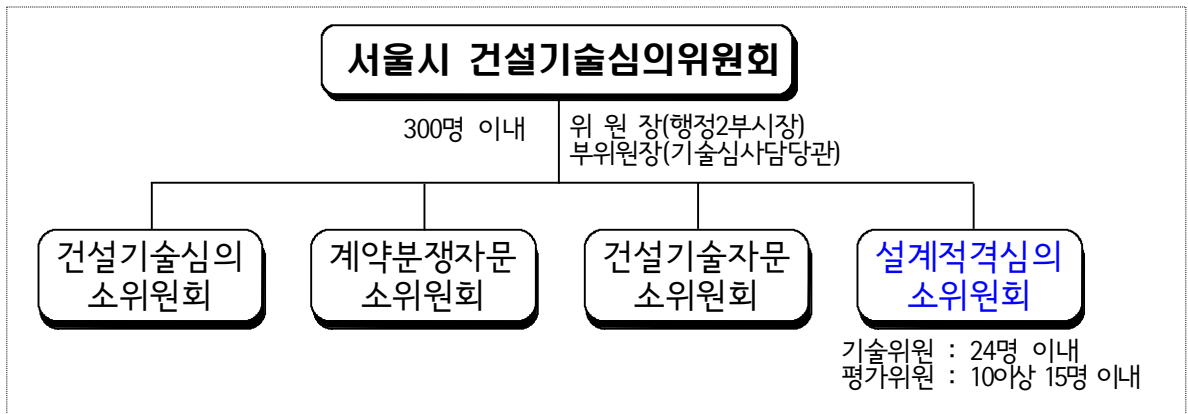 서울시 건설기술심의위원회
300명 이내
위 원 장(행정2부시장)
부위원장(기술심사담당관)
건설기술심의
소위원회
계약분쟁자문
소위원회
건설기술자문
소위원회
설계적격심의
소위원회
기술위원 : 24명 이내
평가위원 : 10이상 15명 이내